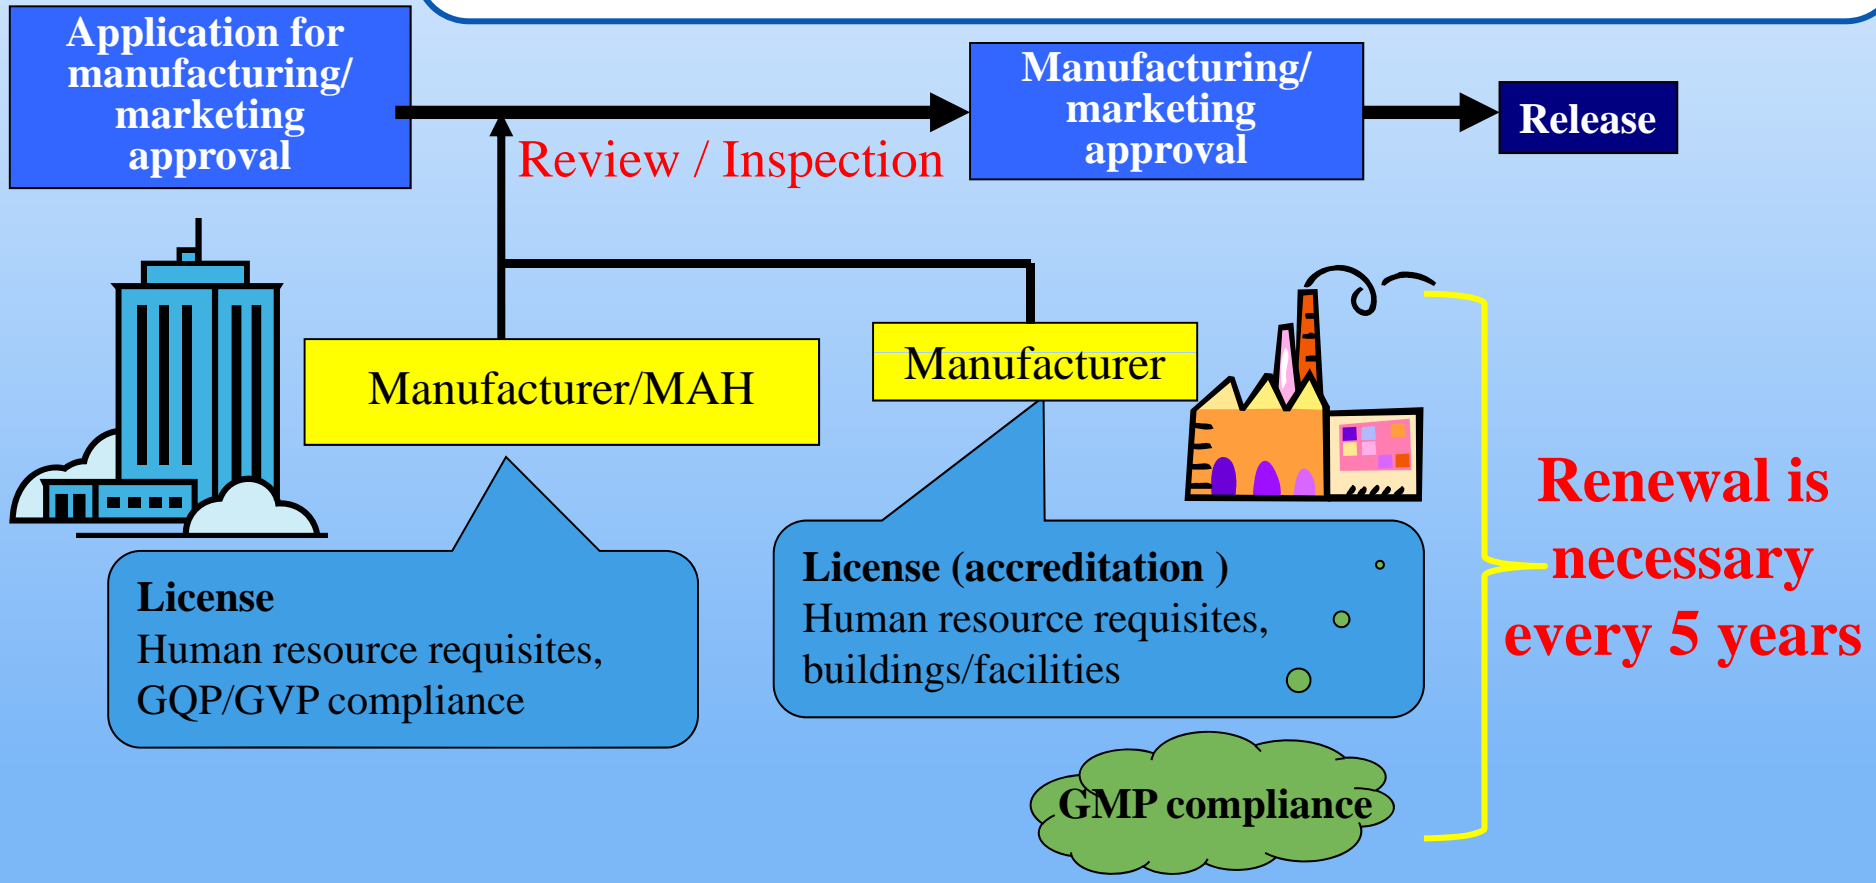 Application for
manufacturing/
marketing
approval
Manufacturing/
marketing
approval
Release
Review / Inspection
Manufacturer/MAH
Manufacturer
License
Human resource requisites,
GQP/GVP compliance
License (accreditation )
Human resource requisites,
buildings/facilities
GMP compliance
Renewal is
necessary
every 5 years